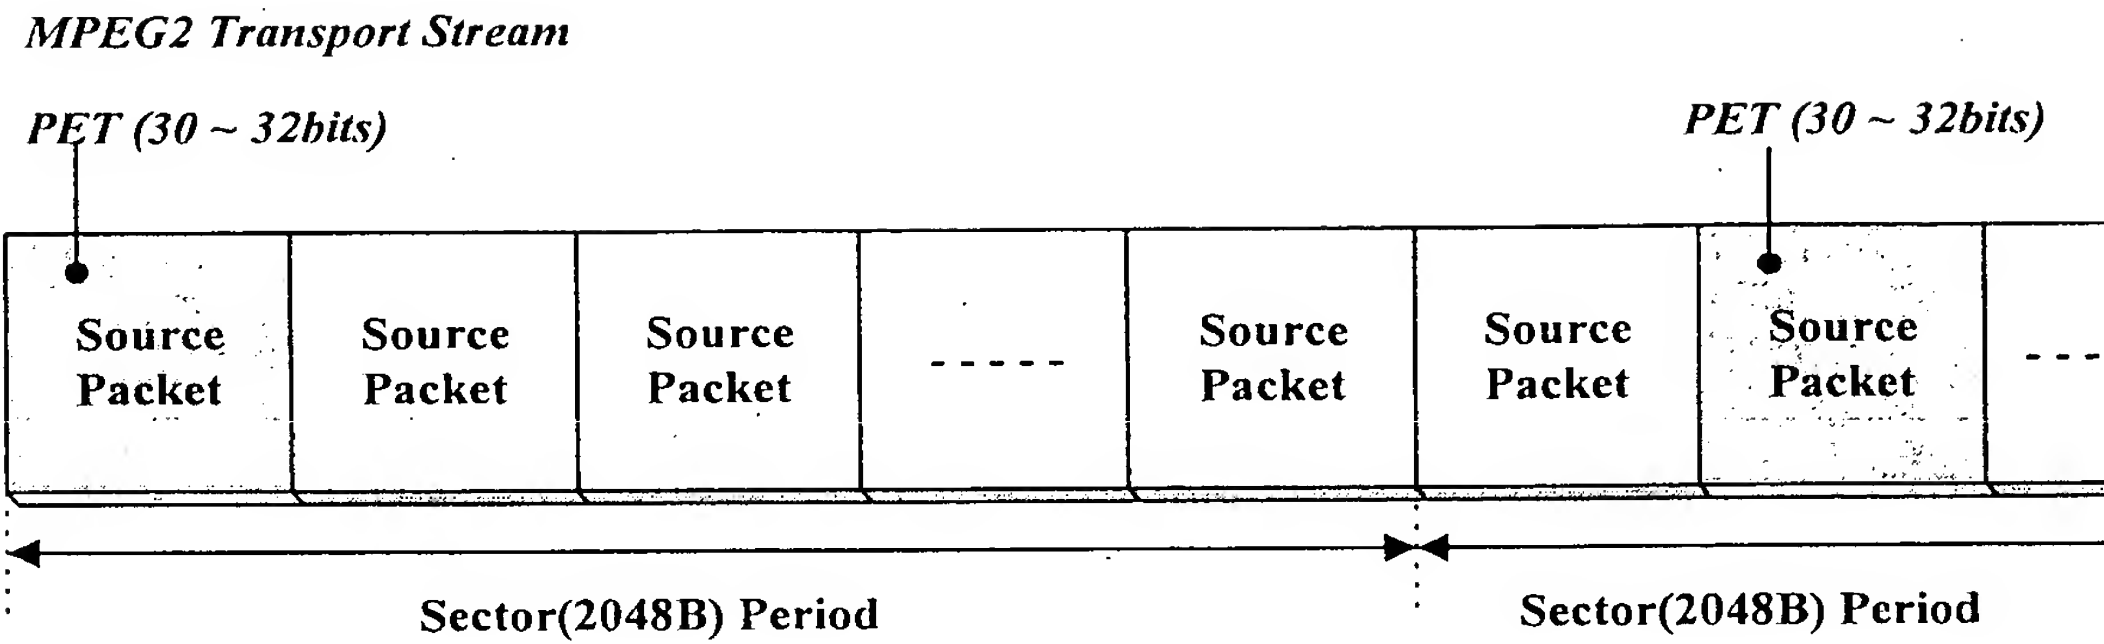 MPEG2 Transport Stream
PET (30 ~ 32bits)
PET (30 ~ 32bits)
Source
Packet
Source
Packet
Source
Packet
-----
Source
Packet
Source
Packet
Source
Packet
---
Sector(2048B) Period
Sector(2048B) Period